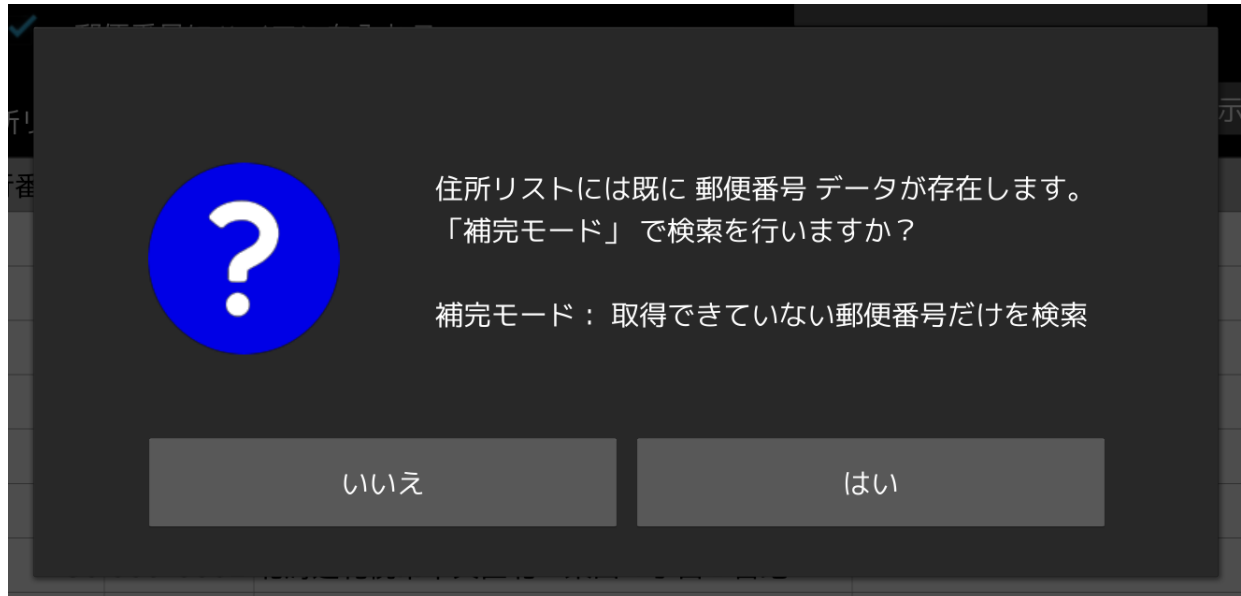 住所リストには既に 郵便番号 データが存在します。
「補完モード」 で検索を行いますか？
補完モード： 取得できていない郵便番号だけを検索
いいえ
はい